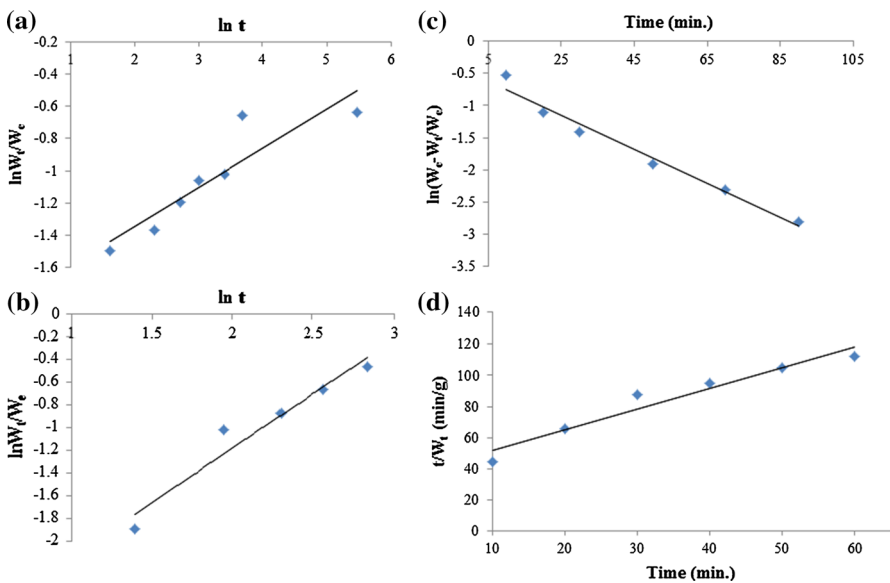 (a)
ln t
1 2 3 4 5 6
-0.2
-0.4
-0.6
-0.8
-1
-1.2
-1.4
-1.6
lnWt/We
(b)
ln t
1 1.5 2 2.5 3
0
-0.2
-0.4
-0.6
-0.8
-1
-1.2
-1.4
-1.6
-1.8
-2
lnWt/We
(c)
Time (min.)
5 25 45 65 85 105
0
-0.5
-1
-1.5
-2
-2.5
-3
-3.5
ln(We-Wt/We)
(d)
140
120
100
80
60
40
20
0
t/Wt (min/g)
10 20 30 40 50 60
Time (min.)